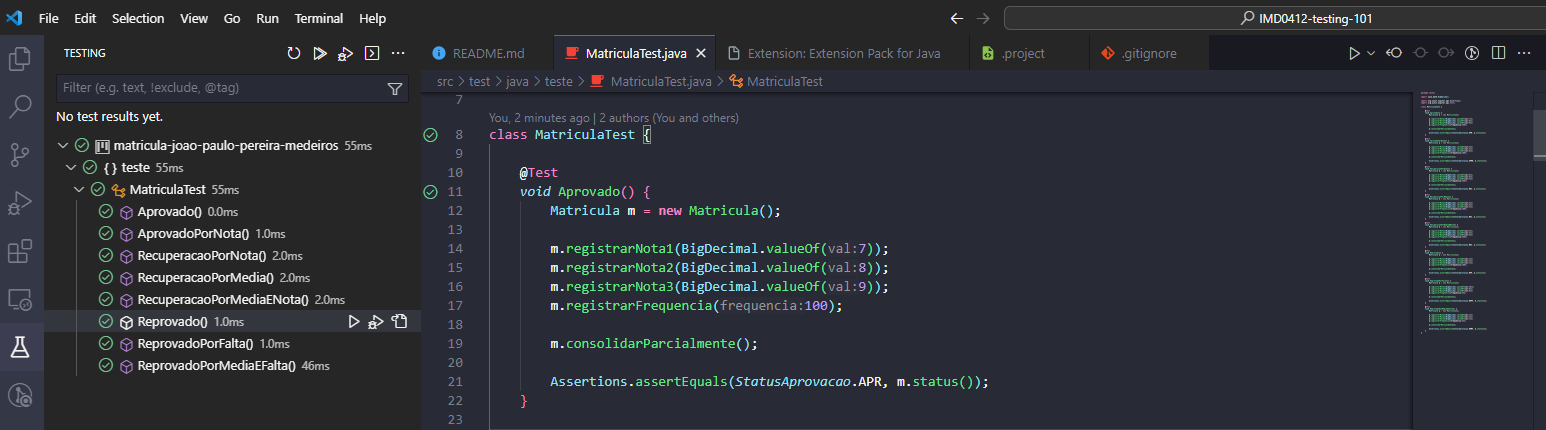 File Edit Selection View Go Run Terminal Help
IMD0412-testing-101
TESTING
Filter (e.g. text, !exclude, @tag)
No test results yet.
matricula-joao-paulo-pereira-medeiros 55ms
{ } teste 55ms
MatriculaTest 55ms
Aprovado() 0.0ms
AprovadoPorNota() 1.0ms
RecuperacaoPorNota() 2.0ms
RecuperacaoPorMedia() 2.0ms
RecuperacaoPorMediaENota() 2.0ms
Reprovado() 1.0ms
ReprovadoPorFalta() 1.0ms
ReprovadoPorMediaEFalta() 46ms
README.md MatriculaTest.java Extension: Extension Pack for Java .project .gitignore
src > test > java > teste > MatriculaTest.java > MatriculaTest
7
You, 2 minutes ago | 2 authors (You and others)
8 class MatriculaTest {
9
10 @Test
11 void Aprovado() {
12 Matricula m = new Matricula();
13
14 m.registrarNota1(BigDecimal.valueOf(val:7));
15 m.registrarNota2(BigDecimal.valueOf(val:8));
16 m.registrarNota3(BigDecimal.valueOf(val:9));
17 m.registrarFrequencia(frequencia:100);
18
19 m.consolidarParcialmente();
20
21 Assertions.assertEquals(StatusAprovacao.APR, m.status());
22 }
23